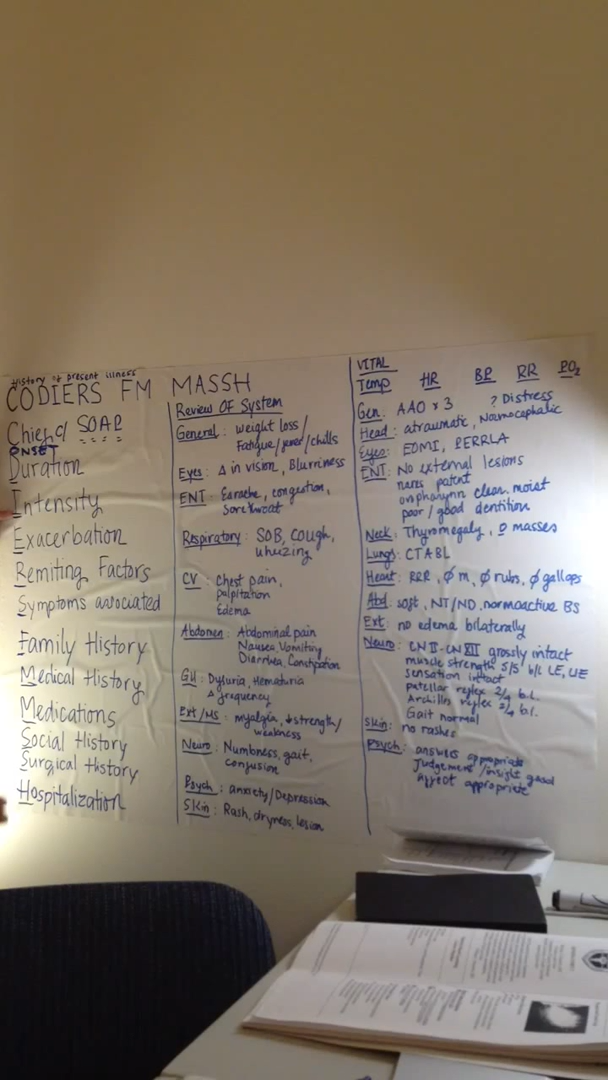 History of present illness
CODIERS FM MASSH
Chief c/ SOAP
ONSET
Duration
Intensity
Exacerbation
Remiting Factors
Symptoms associated
Family History
Medical History
Medications
Social History
Surgical History
Hospitalization
Review OF System
General: weight loss/
Fatigue/fever/chills
Eyes: Δ in vision, Blurriness
ENT: Earache, congestion,
Sorethroat
Respiratory: SOB, Cough,
wheezing
CV: Chest pain,
palpitation
Edema
Abdomen: Abdominal pain
Nausea, Vomiting
Diarrhea, Constipation
GU: Dysuria, Hematuria
Δ frequency
Ext/MS: myalgia, ↓strength/
weakness
Neuro: Numbness, gait,
confusion
Psych: anxiety/Depression
Skin: Rash, dryness, lesion
VITAL
Temp HR BP RR PO2
Gen: AAO x 3 ? Distress
Head: atraumatic, Normocephalic
Eyes: EOMI, PERRLA
ENT: No external lesions
nares patent
oropharynx clear, moist
poor / good dentition
Neck: Thyromegaly, masses
Lungs: CTABL
Heart: RRR, ∅ m, ∅ rubs, ∅ gallops
Abd: soft, NT/ND, normoactive BS
Ext: no edema bilaterally
Neuro: CN II - CN XII grossly intact
muscle strength 5/5 b/L LE, UE
sensation intact
patellar reflex 2/4 b.l.
Archilles reflex 2/4 b.l.
Gait normal
Skin: no rashes
Psych: answers appropriate
Judgement /insight good
Affect appropriate